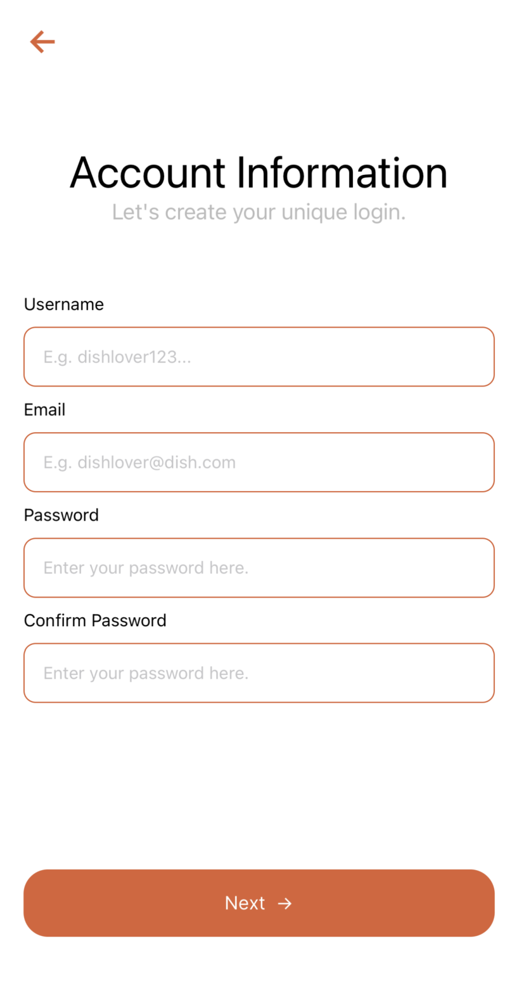 Account Information
Let's create your unique login.
Username
E.g. dishlover123...
Email
E.g. dishlover@dish.com
Password
Enter your password here.
Confirm Password
Enter your password here.
Next →